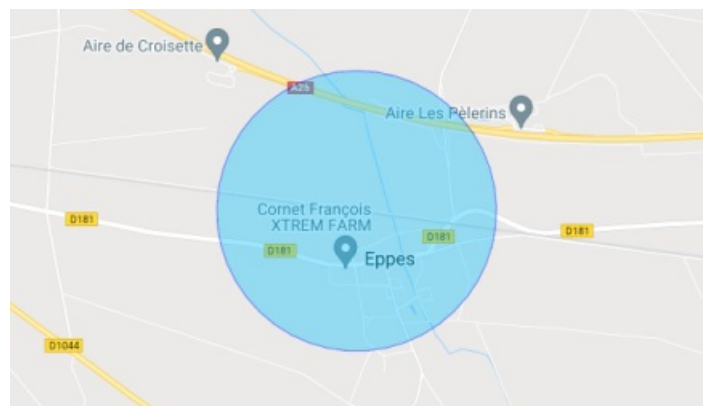 Aire de Croisette
A26
Aire Les Pèlerins
Cornet François
XTREM FARM
D181
D181
D181
D181
Eppes
D1044